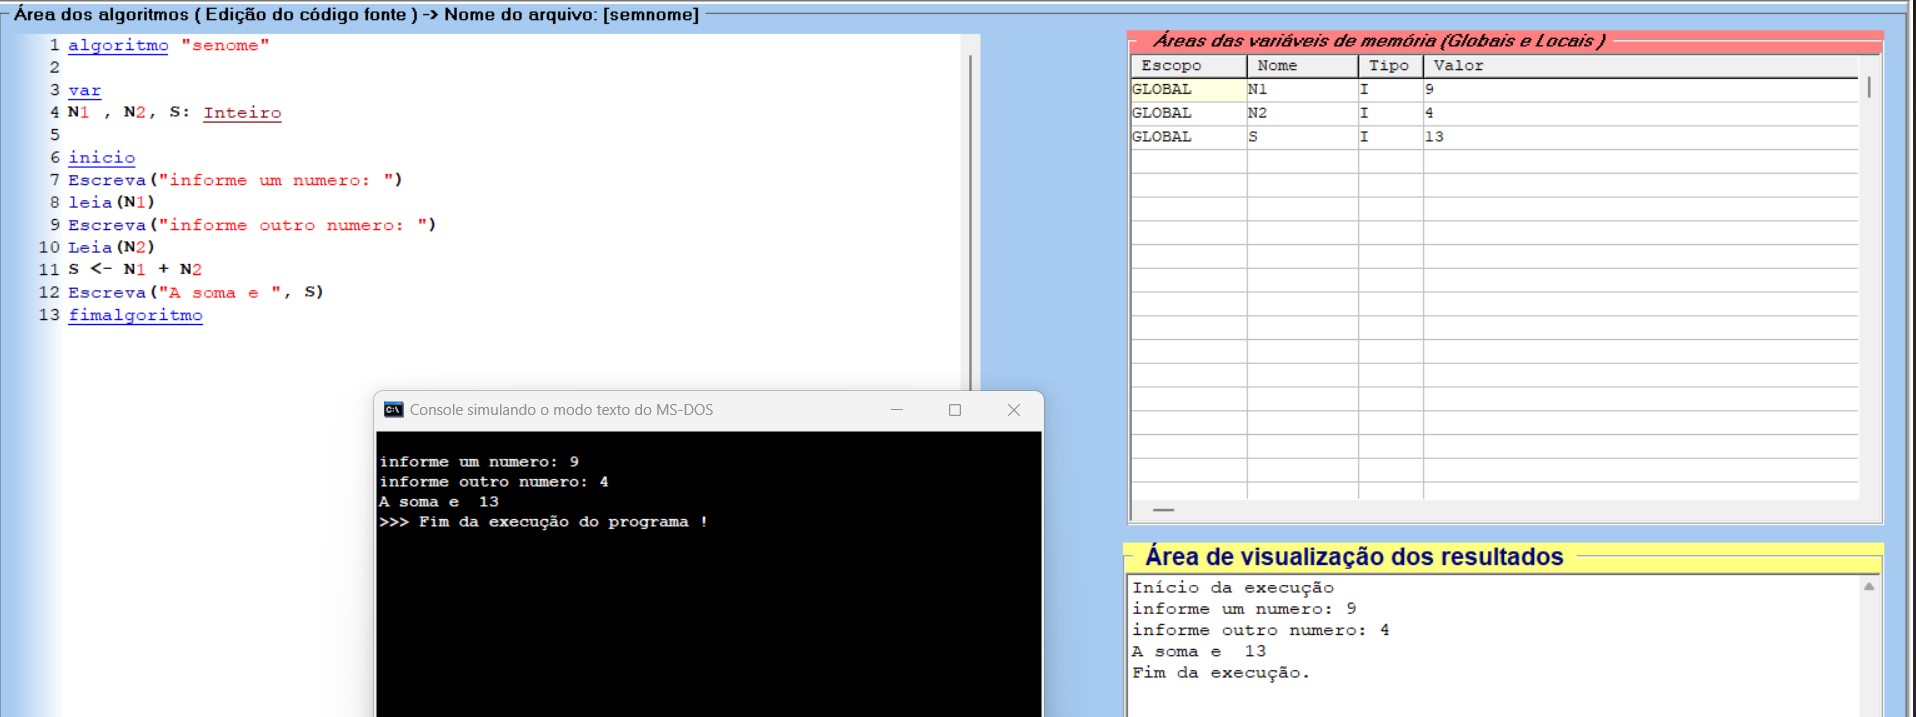 Área dos algoritmos ( Edição do código fonte ) -> Nome do arquivo: [semnome]
1 algoritmo "senome"
2
3 var
4 N1 , N2, S: Inteiro
5
6 inicio
7 Escreva("informe um numero: ")
8 leia(N1)
9 Escreva("informe outro numero: ")
10 Leia(N2)
11 S <- N1 + N2
12 Escreva("A soma e ", S)
13 fimalgoritmo
Console simulando o modo texto do MS-DOS
informe um numero: 9
informe outro numero: 4
A soma e  13
>>> Fim da execução do programa !
Áreas das variáveis de memória (Globais e Locais )
Escopo Nome Tipo Valor
GLOBAL N1 I 9
GLOBAL N2 I 4
GLOBAL S I 13
Área de visualização dos resultados
Início da execução
informe um numero: 9
informe outro numero: 4
A soma e  13
Fim da execução.